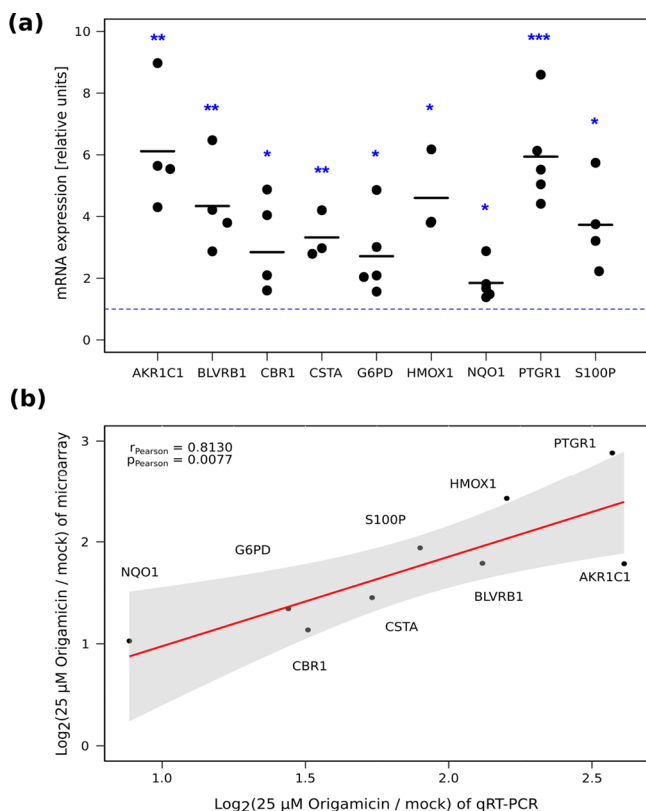 (a)
mRNA expression [relative units]
10
8
6
4
2
0
** ** * ** * * * *** *
AKR1C1 BLVRB1 CBR1 CSTA G6PD HMOX1 NQO1 PTGR1 S100P
(b)
Log2(25 μM Origamicin / mock) of microarray
3
2
1
0
rPearson = 0.8130
pPearson = 0.0077
PTGR1
HMOX1
S100P
G6PD
NQO1
AKR1C1
BLVRB1
CSTA
CBR1
1.0 1.5 2.0 2.5
Log2(25 μM Origamicin / mock) of qRT-PCR